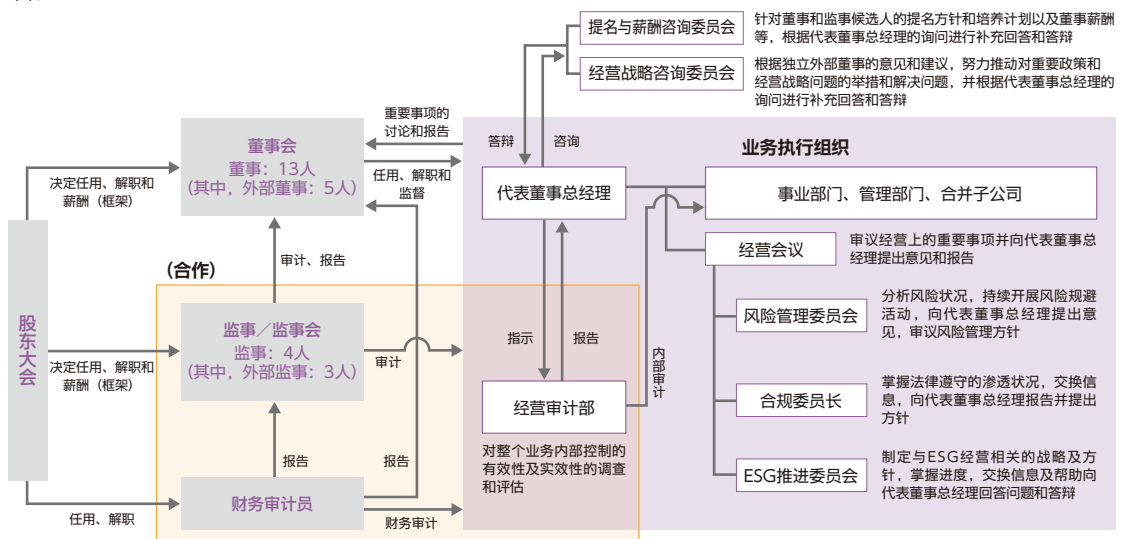 提名与薪酬咨询委员会
针对董事和监事候选人的提名方针和培养计划以及董事薪酬
等，根据代表董事总经理的询问进行补充回答和答辩
经营战略咨询委员会
根据独立外部董事的意见和建议，努力推动对重要政策和
经营战略问题的举措和解决问题，并根据代表董事总经理的
询问进行补充回答和答辩
重要事项的
讨论和报告
答辩
咨询
业务执行组织
董事会
董事：13人
（其中，外部董事：5人）
决定任用、解职和
薪酬（框架）
任用、解职和
监督
代表董事总经理
事业部门、管理部门、合并子公司
经营会议
审议经营上的重要事项并向代表董事总
经理提出意见和报告
审计、报告
（合作）
股东大会
监事／监事会
监事：4人
（其中，外部监事：3人）
决定任用、解职和
薪酬（框架）
审计
指示
报告
内部审计
风险管理委员会
分析风险状况，持续开展风险规避
活动，向代表董事总经理提出意
见，审议风险管理方针
经营审计部
对整个业务内部控制的
有效性及实效性的调查
和评估
合规委员长
掌握法律遵守的渗透状况，交换信
息，向代表董事总经理报告并提出
方针
报告
报告
财务审计员
任用、解职
财务审计
ESG推进委员会
制定与ESG经营相关的战略及方
针，掌握进度，交换信息及帮助向
代表董事总经理回答问题和答辩